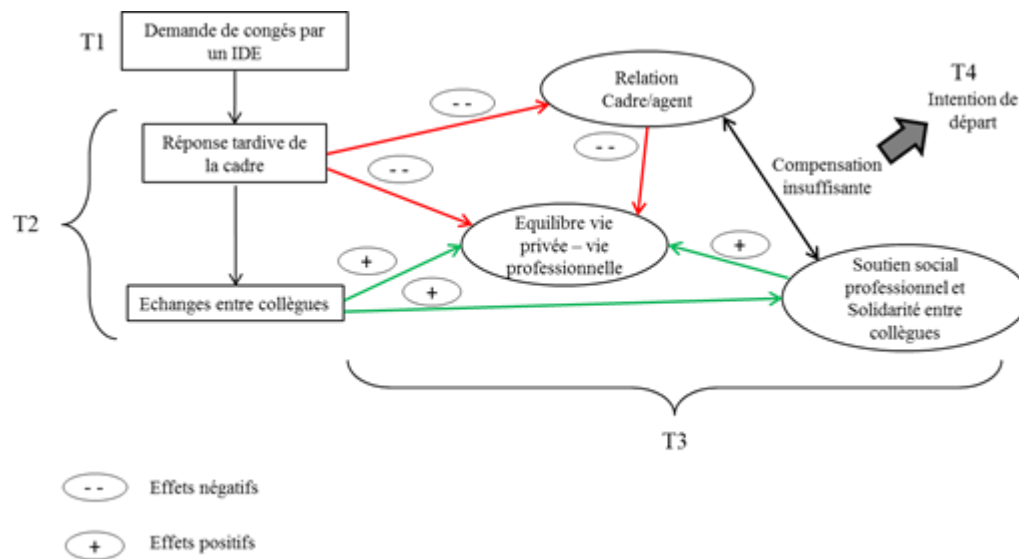 T1
Demande de congés par
un IDE
Relation
Cadre/agent
T4
Intention de
départ
- -
Réponse tardive de
la cadre
- -
- -
Compensation
insuffisante
T2
Equilibre vie
privée – vie
professionnelle
+
+
+
Echanges entre collègues
Soutien social
professionnel et
Solidarité entre
collègues
T3
- -
Effets négatifs
+
Effets positifs